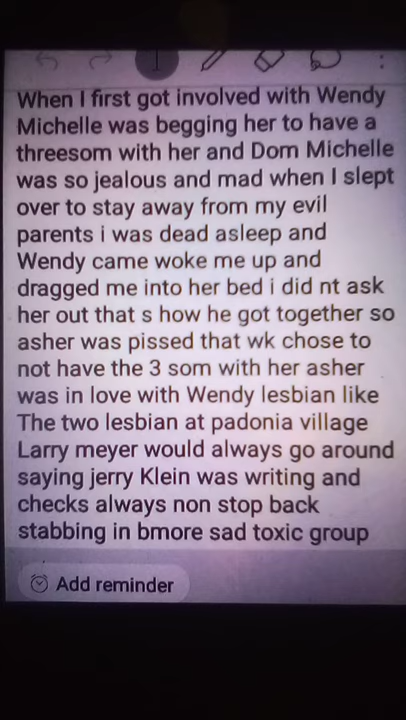 When I first got involved with Wendy
Michelle was begging her to have a
threesom with her and Dom Michelle
was so jealous and mad when I slept
over to stay away from my evil
parents i was dead asleep and
Wendy came woke me up and
dragged me into her bed i did nt ask
her out that s how he got together so
asher was pissed that wk chose to
not have the 3 som with her asher
was in love with Wendy lesbian like
The two lesbian at padonia village
Larry meyer would always go around
saying jerry Klein was writing and
checks always non stop back
stabbing in bmore sad toxic group
Add reminder